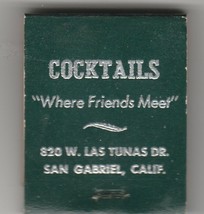 COCKTAILS
"Where Friends Meet"
820 W. LAS TUNAS DR.
SAN GABRIEL, CALIF.